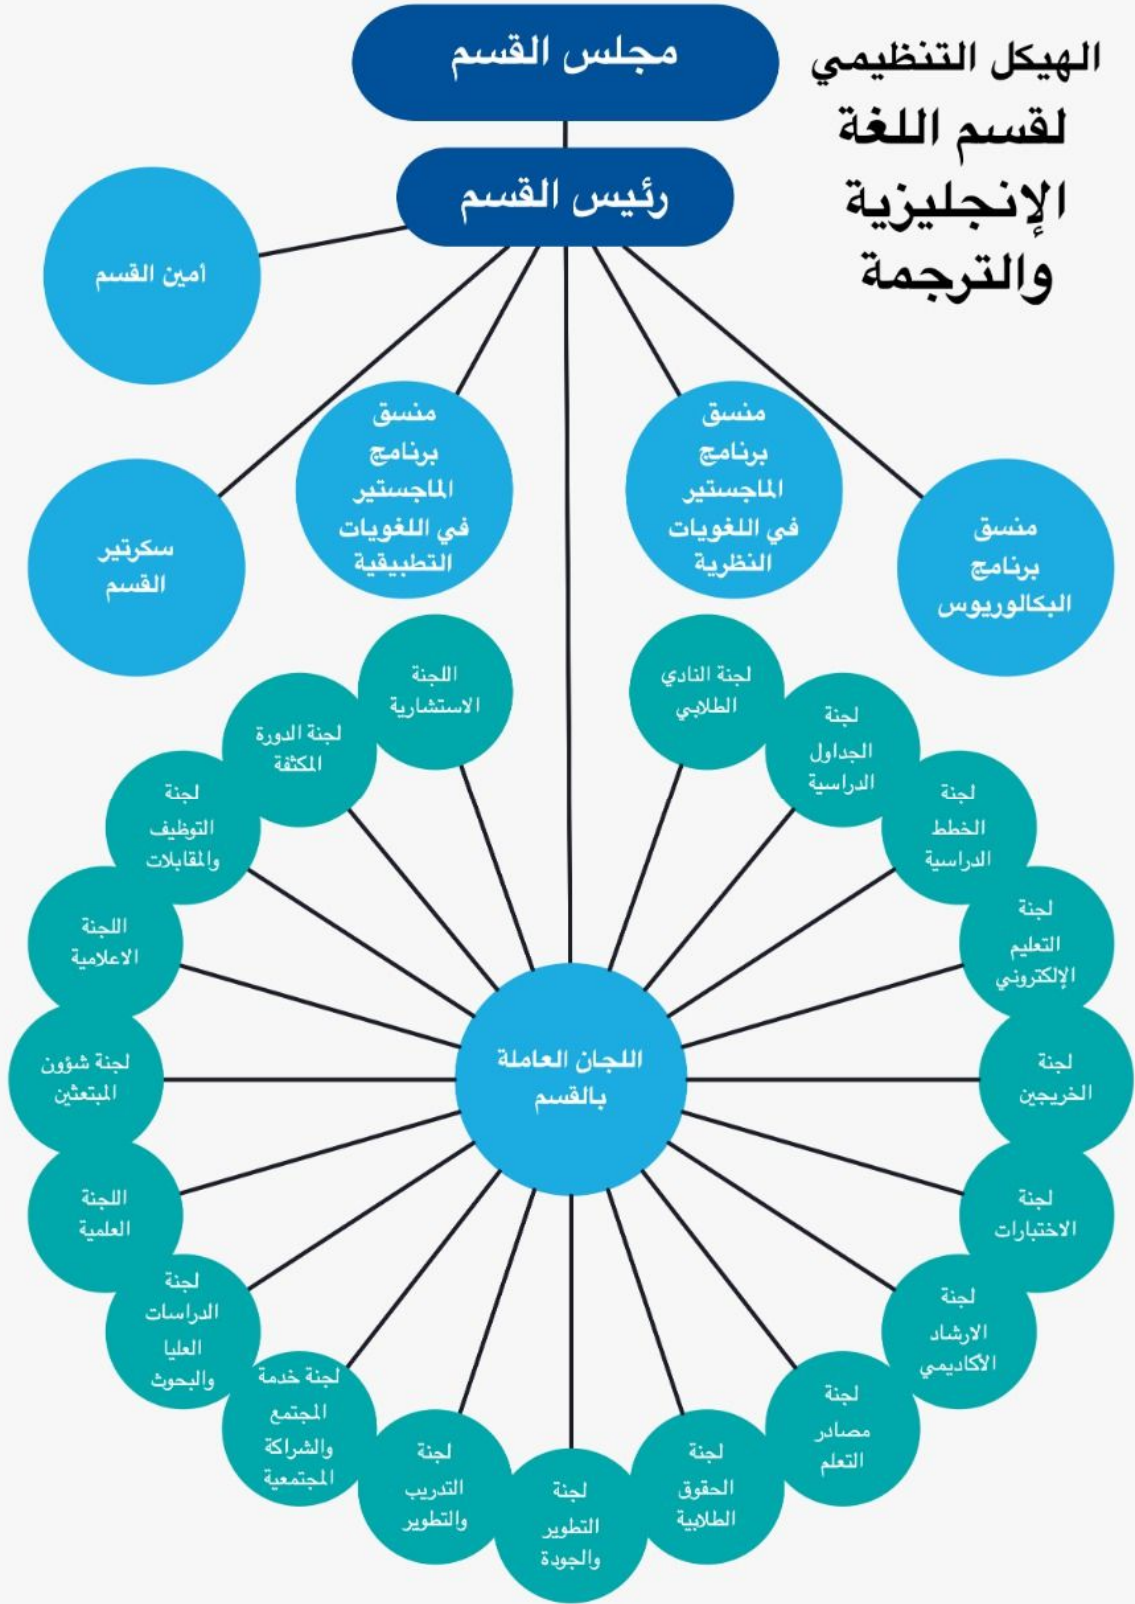 الهيكل التنظيمي
لقسم اللغة
الإنجليزية
والترجمة
مجلس القسم
رئيس القسم
أمين القسم
سكرتير
القسم
منسق
برنامج
الماجستير
في اللغويات
التطبيقية
منسق
برنامج
الماجستير
في اللغويات
النظرية
منسق
برنامج
البكالوريوس
اللجان العاملة
بالقسم
لجنة النادي
الطلابي
لجنة
الجداول
الدراسية
لجنة
الخطط
الدراسية
لجنة
التعليم
الإلكتروني
لجنة
الخريجين
لجنة
الاختبارات
لجنة
الارشاد
الأكاديمي
لجنة
مصادر
التعلم
لجنة
الحقوق
الطلابية
لجنة
التطوير
والجودة
لجنة
التدريب
والتطوير
لجنة خدمة
المجتمع
والشراكة
المجتمعية
لجنة
الدراسات
العليا
والبحوث
اللجنة
العلمية
لجنة شؤون
المبتعثين
اللجنة
الاعلامية
لجنة
التوظيف
والمقابلات
لجنة الدورة
المكثفة
اللجنة
الاستشارية